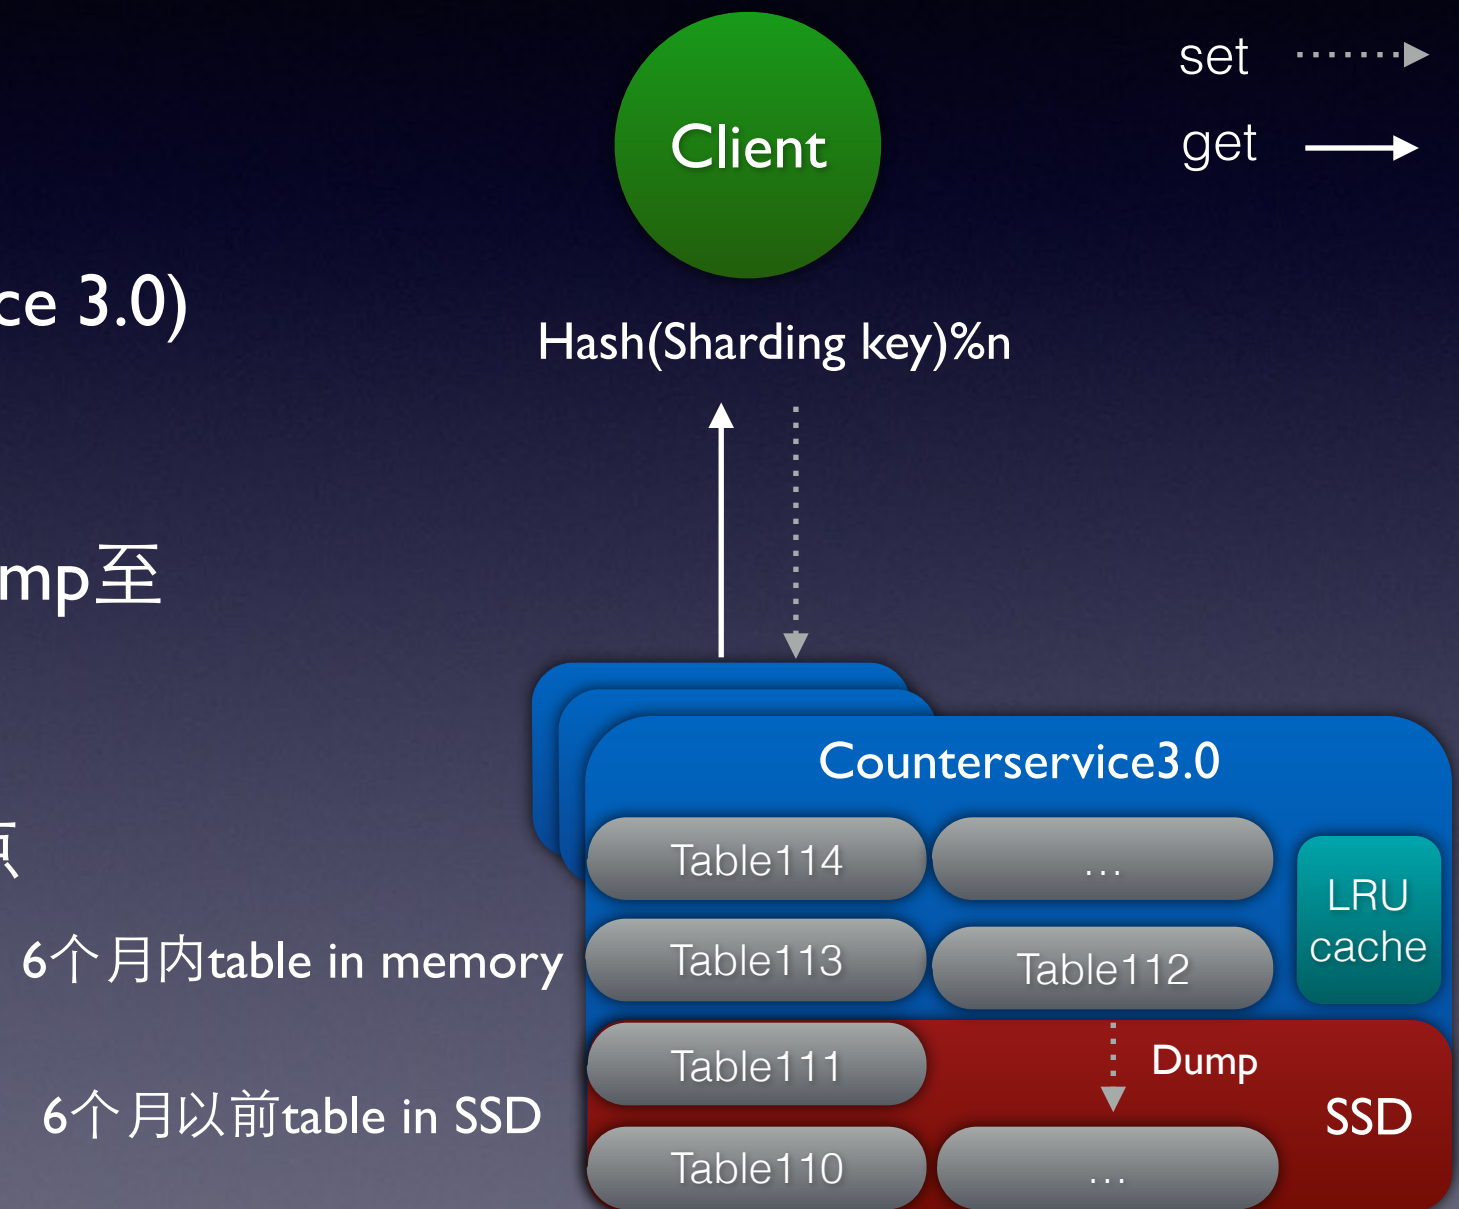 set
Client
get
ce 3.0)
Hash(Sharding key)%n
mp至
Counterservice3.0
Table114
...
LRU
cache
6个月内table in memory
Table113
Table112
Table111
Dump
6个月以前table in SSD
SSD
Table110
...